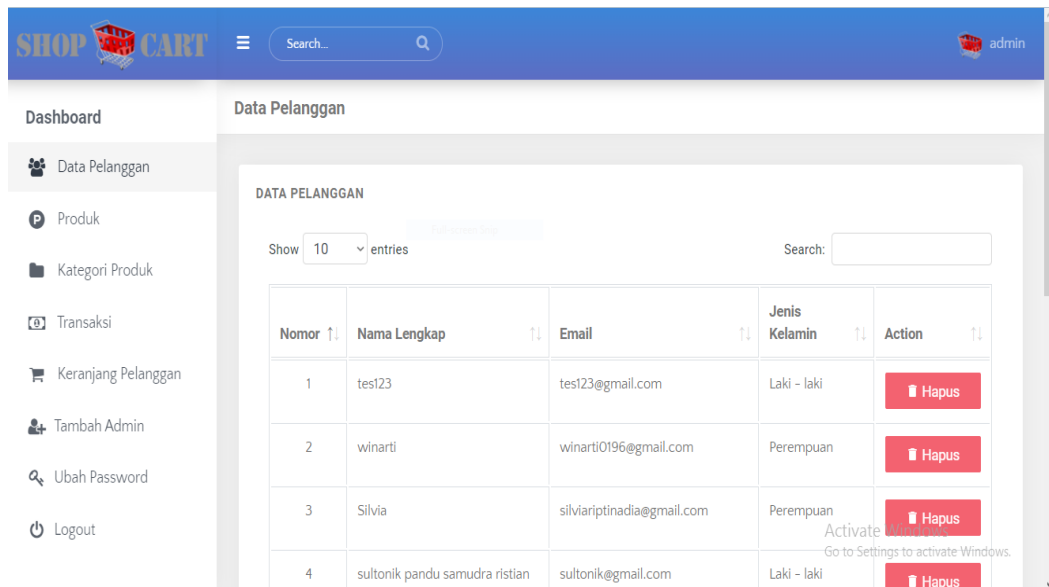 SHOP CART
Search...
admin
Dashboard
Data Pelanggan
Produk
Kategori Produk
Transaksi
Keranjang Pelanggan
Tambah Admin
Ubah Password
Logout
Data Pelanggan
DATA PELANGGAN
Show 10 entries
Search:
Nomor Nama Lengkap Email Jenis Kelamin Action
1 tes123 tes123@gmail.com Laki - laki Hapus
2 winarti winarti0196@gmail.com Perempuan Hapus
3 Silvia silviariptinadia@gmail.com Perempuan Hapus
4 sultonik pandu samudra ristian sultonik@gmail.com Laki - laki Hapus
Activate Windows
Go to Settings to activate Windows.